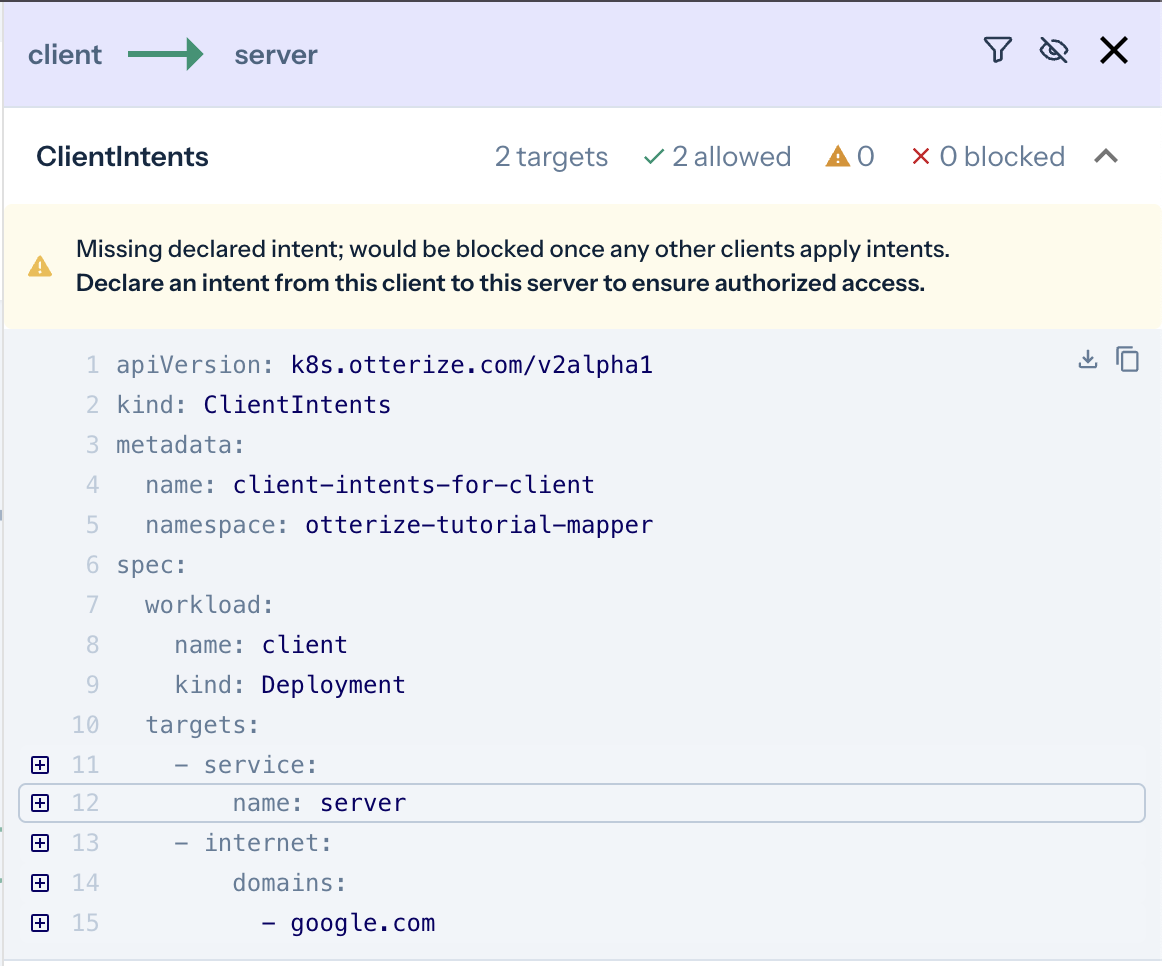 client server
ClientIntents 2 targets 2 allowed 0 0 blocked
Missing declared intent; would be blocked once any other clients apply intents.
Declare an intent from this client to this server to ensure authorized access.
1 apiVersion: k8s.otterize.com/v2alpha1
2 kind: ClientIntents
3 metadata:
4   name: client-intents-for-client
5   namespace: otterize-tutorial-mapper
6 spec:
7   workload:
8     name: client
9     kind: Deployment
10   targets:
11     - service:
12         name: server
13     - internet:
14         domains:
15           - google.com